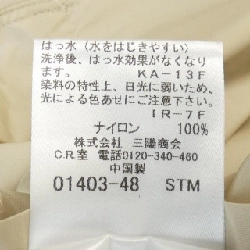 はっ水（水をはじきやすい）
洗浄後、はっ水効果がなくなり
ます。 KA-13F
染料の特性上、日光に弱いため、
光による色あせにご注意下さい。
IR-7F
ナイロン 100%
株式会社 三陽商会
C.R.室 電話0120-340-460
中国製
01403-48 STM